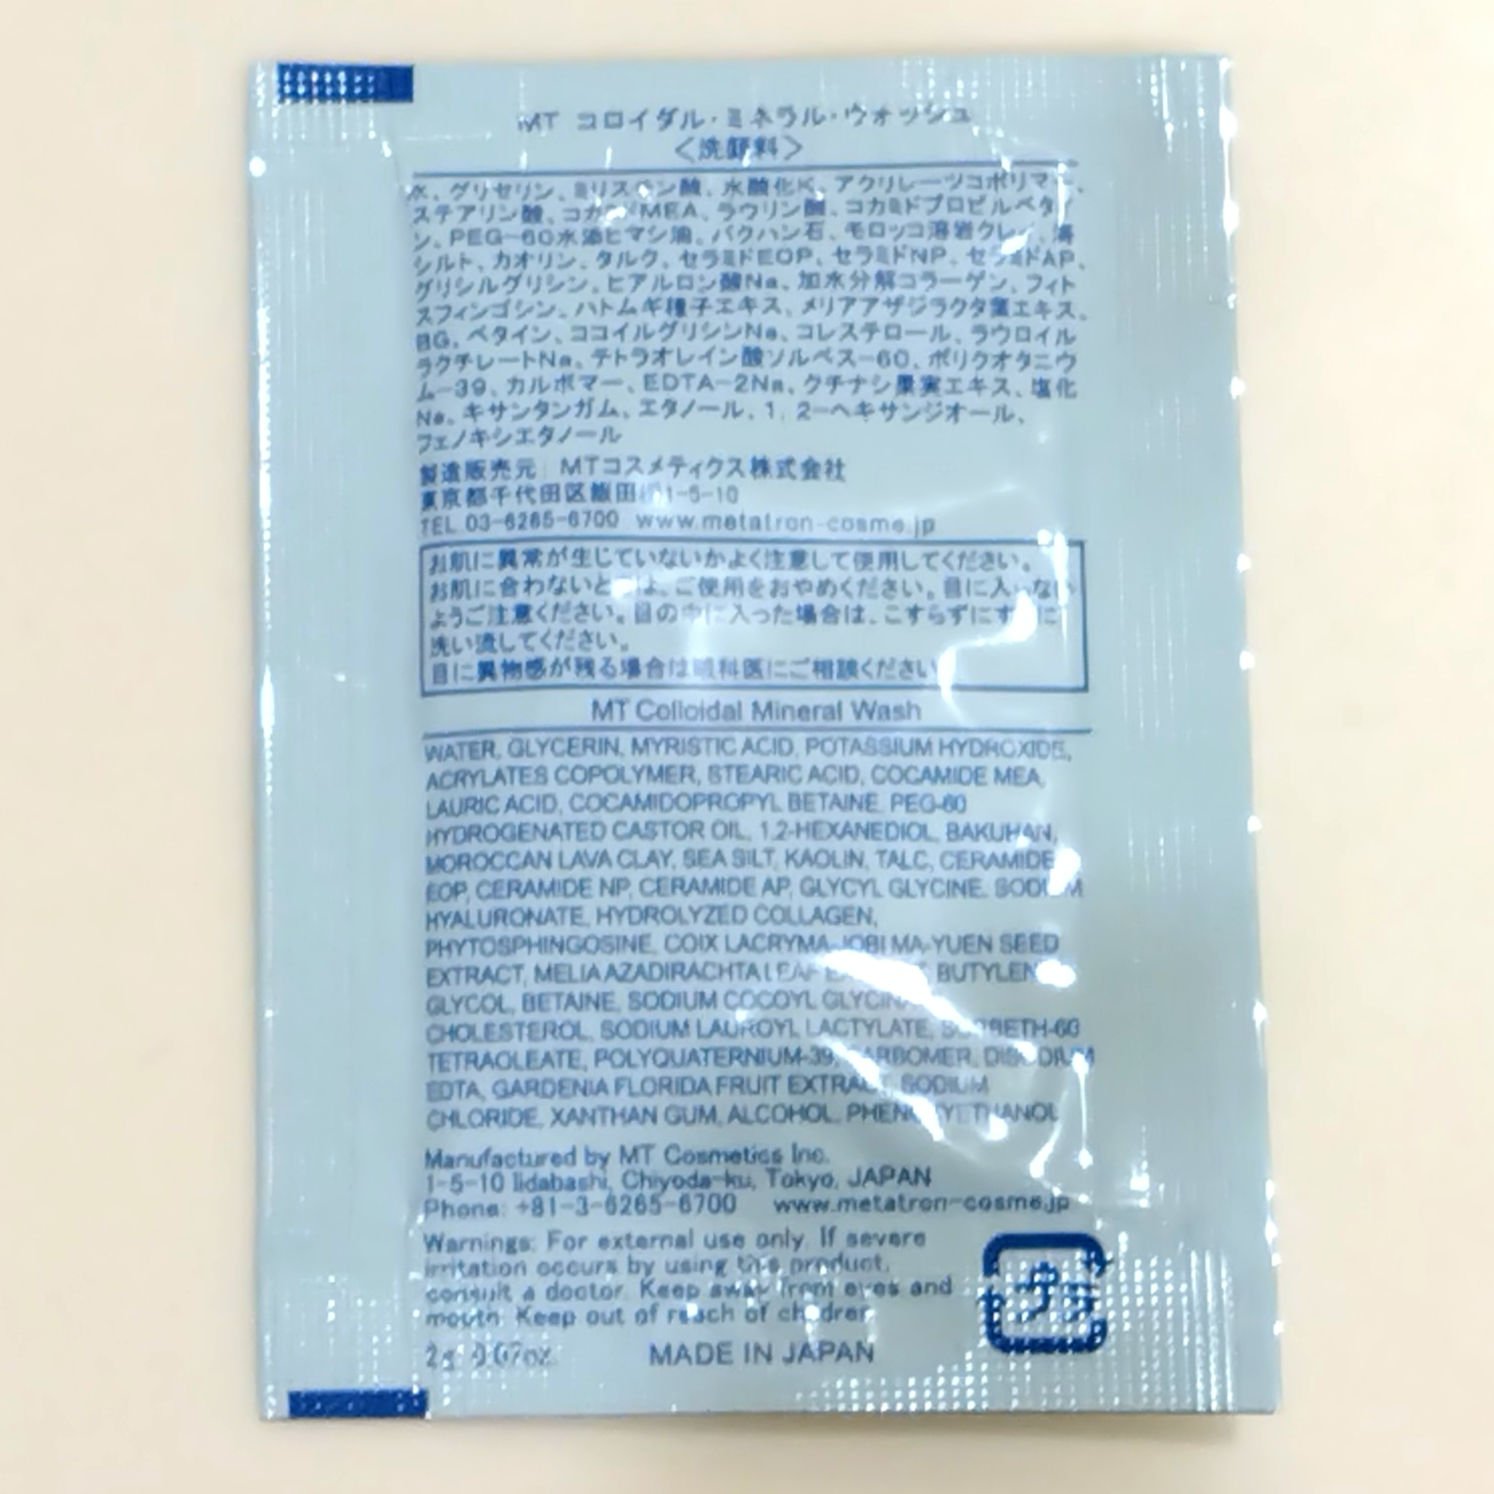 MT コロイダル・ミネラル・ウォッシュ
＜洗顔料＞
水、グリセリン、ミリスチン酸、水酸化K、アクリレーツコポリマー、
ステアリン酸、コカミドMEA、ラウリン酸、コカミドプロピルベタイ
ン、PEG-60水添ヒマシ油、バクハン石、モロッコ溶岩クレイ、海
シルト、カオリン、タルク、セラミドEOP、セラミドNP、セラミドAP、
グリシルグリシン、ヒアルロン酸Na、加水分解コラーゲン、フィト
スフィンゴシン、ハトムギ種子エキス、メリアアザジラクタ葉エキス、
BG、ベタイン、ココイルグリシンNa、コレステロール、ラウロイル
ラクチレートNa、テトラオレイン酸ソルベス-60、ポリクオタニウ
ム-39、カルボマー、EDTA-2Na、クチナシ果実エキス、塩化
Na、キサンタンガム、エタノール、1, 2-ヘキサンジオール、
フェノキシエタノール
製造販売元 MTコスメティクス株式会社
東京都千代田区飯田橋1-5-10
TEL 03-6265-6700 www.metatron-cosme.jp
お肌に異常が生じていないかよく注意して使用してください。
お肌に合わないときは、ご使用をおやめください。目に入らない
ようご注意ください。目の中に入った場合は、こすらずにすぐに
洗い流してください。
目に異物感が残る場合は眼科医にご相談ください
MT Colloidal Mineral Wash
WATER, GLYCERIN, MYRISTIC ACID, POTASSIUM HYDROXIDE,
ACRYLATES COPOLYMER, STEARIC ACID, COCAMIDE MEA,
LAURIC ACID, COCAMIDOPROPYL BETAINE, PEG-60
HYDROGENATED CASTOR OIL, 1,2-HEXANEDIOL, BAKUHAN,
MOROCCAN LAVA CLAY, SEA SILT, KAOLIN, TALC, CERAMIDE
EOP, CERAMIDE NP, CERAMIDE AP, GLYCYL GLYCINE, SODIUM
HYALURONATE, HYDROLYZED COLLAGEN,
PHYTOSPHINGOSINE, COIX LACRYMA-JOBI MA-YUEN SEED
EXTRACT, MELIA AZADIRACHTA LEAF BUTYLENE
GLYCOL, BETAINE, SODIUM COCOYL GLYCINATE,
CHOLESTEROL, SODIUM LAUROYL LACTYLATE, SORBETH-60
TETRAOLEATE, POLYQUATERNIUM-39, CARBOMER, DISODIUM
EDTA, GARDENIA FLORIDA FRUIT EXTRACT, SODIUM
CHLORIDE, XANTHAN GUM, ALCOHOL, PHENOXYETHANOL
Manufactured by MT Cosmetics Inc.
1-5-10 Iidabashi, Chiyoda-ku, Tokyo, JAPAN
Phone: +81-3-6265-6700 www.metatron-cosme.jp
Warnings: For external use only. If severe
irritation occurs by using this product,
consult a doctor. Keep away from eyes and
mouth. Keep out of reach of children
2g 0.07oz
MADE IN JAPAN
プラ